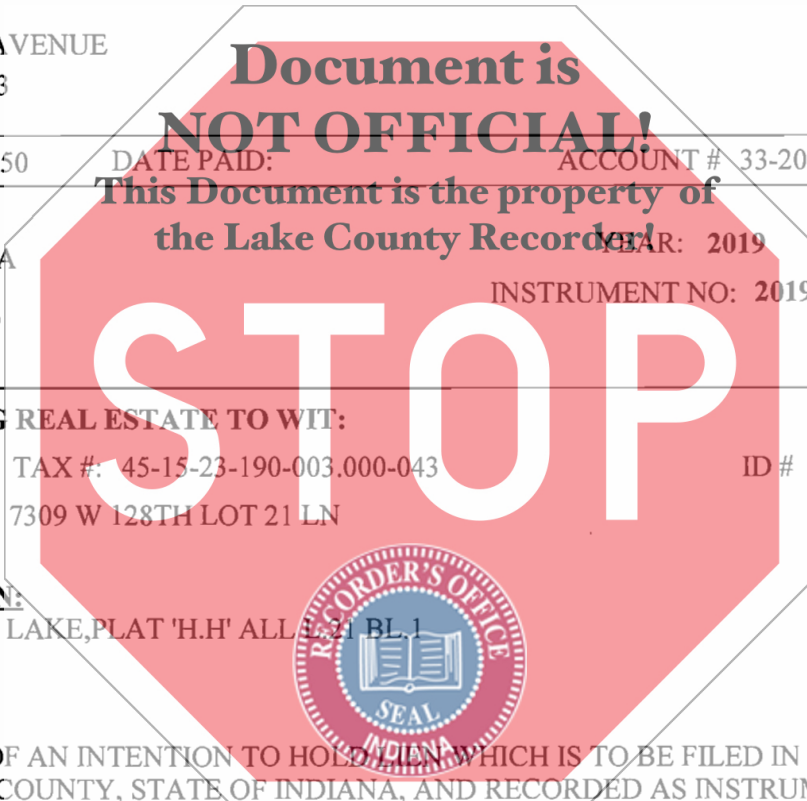 AVENUE
3
Document is
NOT OFFICIAL!
50 DATE PAID: ACCOUNT # 33-20
This Document is the property of
the Lake County Recorder!
A YEAR: 2019
INSTRUMENT NO: 2019
STOP
G REAL ESTATE TO WIT:
TAX #: 45-15-23-190-003.000-043 ID #
7309 W 128TH LOT 21 LN
N:
LAKE,PLAT 'H.H' ALL L.21 BL.1
RECORDER'S OFFICE
SEAL
INDIANA
OF AN INTENTION TO HOLD LIEN WHICH IS TO BE FILED IN
COUNTY, STATE OF INDIANA, AND RECORDED AS INSTRUM